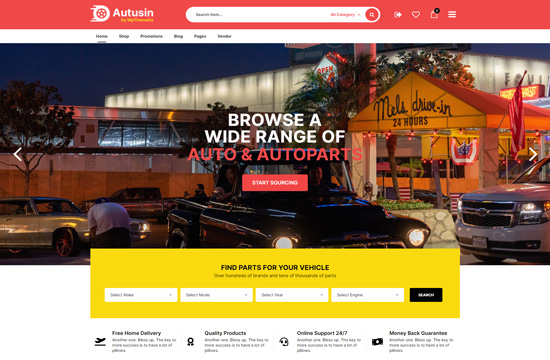 Autusin
by WpThemeGo
Search item...
All Category
0
Home
Shop
Promotions
Blog
Pages
Vendor
OPEN
Mels drive-in
24 HOURS
BROWSE A
WIDE RANGE OF
AUTO & AUTOPARTS
START SOURCING
FIND PARTS FOR YOUR VEHICLE
Over hundreds of brands and tens of thousands of parts
Select Make
Select Mode
Select Year
Select Engine
SEARCH
Free Home Delivery
Another one. Bless up. The key to
more success is to have a lot of
pillows.
Quality Products
Another one. Bless up. The key to
more success is to have a lot of
pillows.
Online Support 24/7
Another one. Bless up. The key to
more success is to have a lot of
pillows.
Money Back Guarantee
Another one. Bless up. The key to
more success is to have a lot of
pillows.